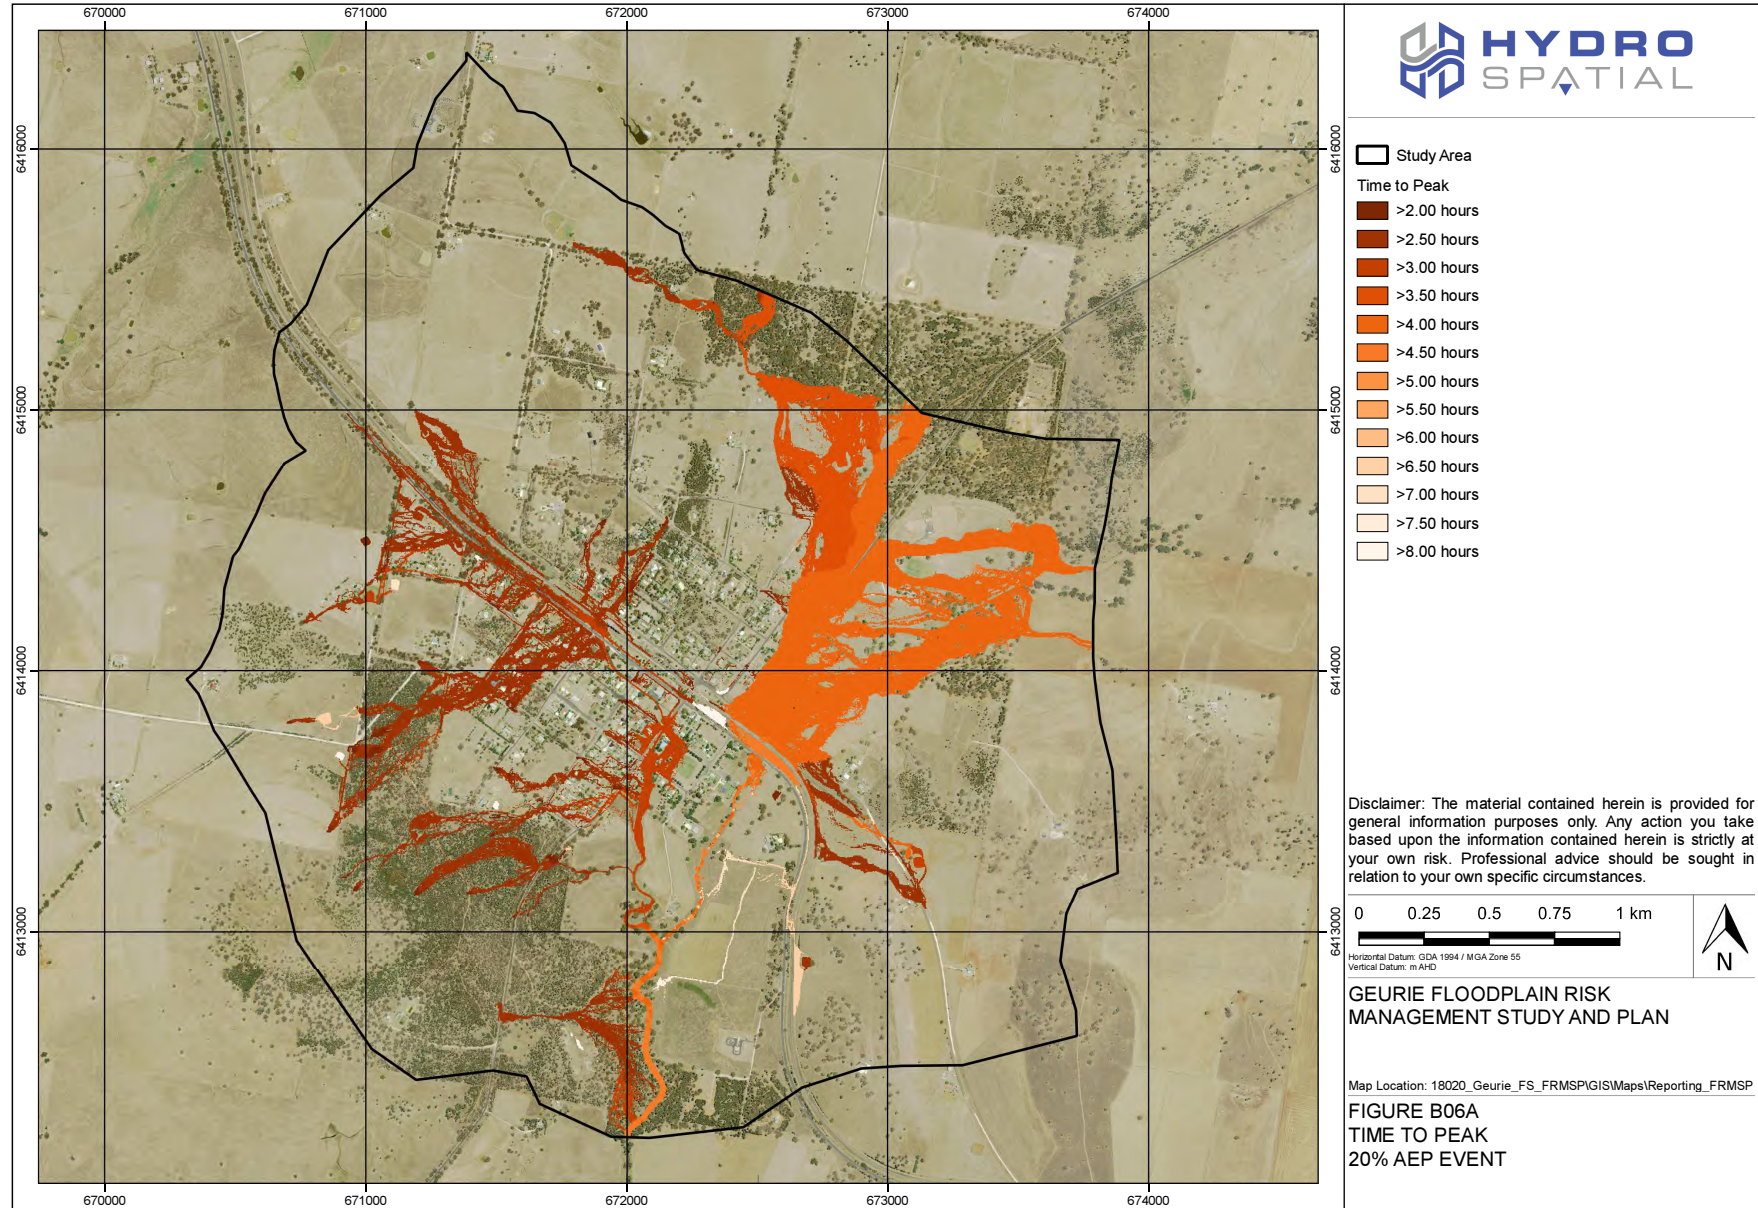 670000
671000
672000
673000
674000
6416000
6416000
6415000
6415000
6414000
6414000
6413000
6413000
670000
671000
672000
673000
674000
HYDRO
SPATIAL
Study Area
Time to Peak
>2.00 hours
>2.50 hours
>3.00 hours
>3.50 hours
>4.00 hours
>4.50 hours
>5.00 hours
>5.50 hours
>6.00 hours
>6.50 hours
>7.00 hours
>7.50 hours
>8.00 hours
Disclaimer: The material contained herein is provided for
general information purposes only. Any action you take
based upon the information contained herein is strictly at
your own risk. Professional advice should be sought in
relation to your own specific circumstances.
0 0.25 0.5 0.75 1 km
Horizontal Datum: GDA 1994 / MGA Zone 55
Vertical Datum: m AHD
N
GEURIE FLOODPLAIN RISK
MANAGEMENT STUDY AND PLAN
Map Location: 18020_Geurie_FS_FRMSP\GIS\Maps\Reporting_FRMSP
FIGURE B06A
TIME TO PEAK
20% AEP EVENT